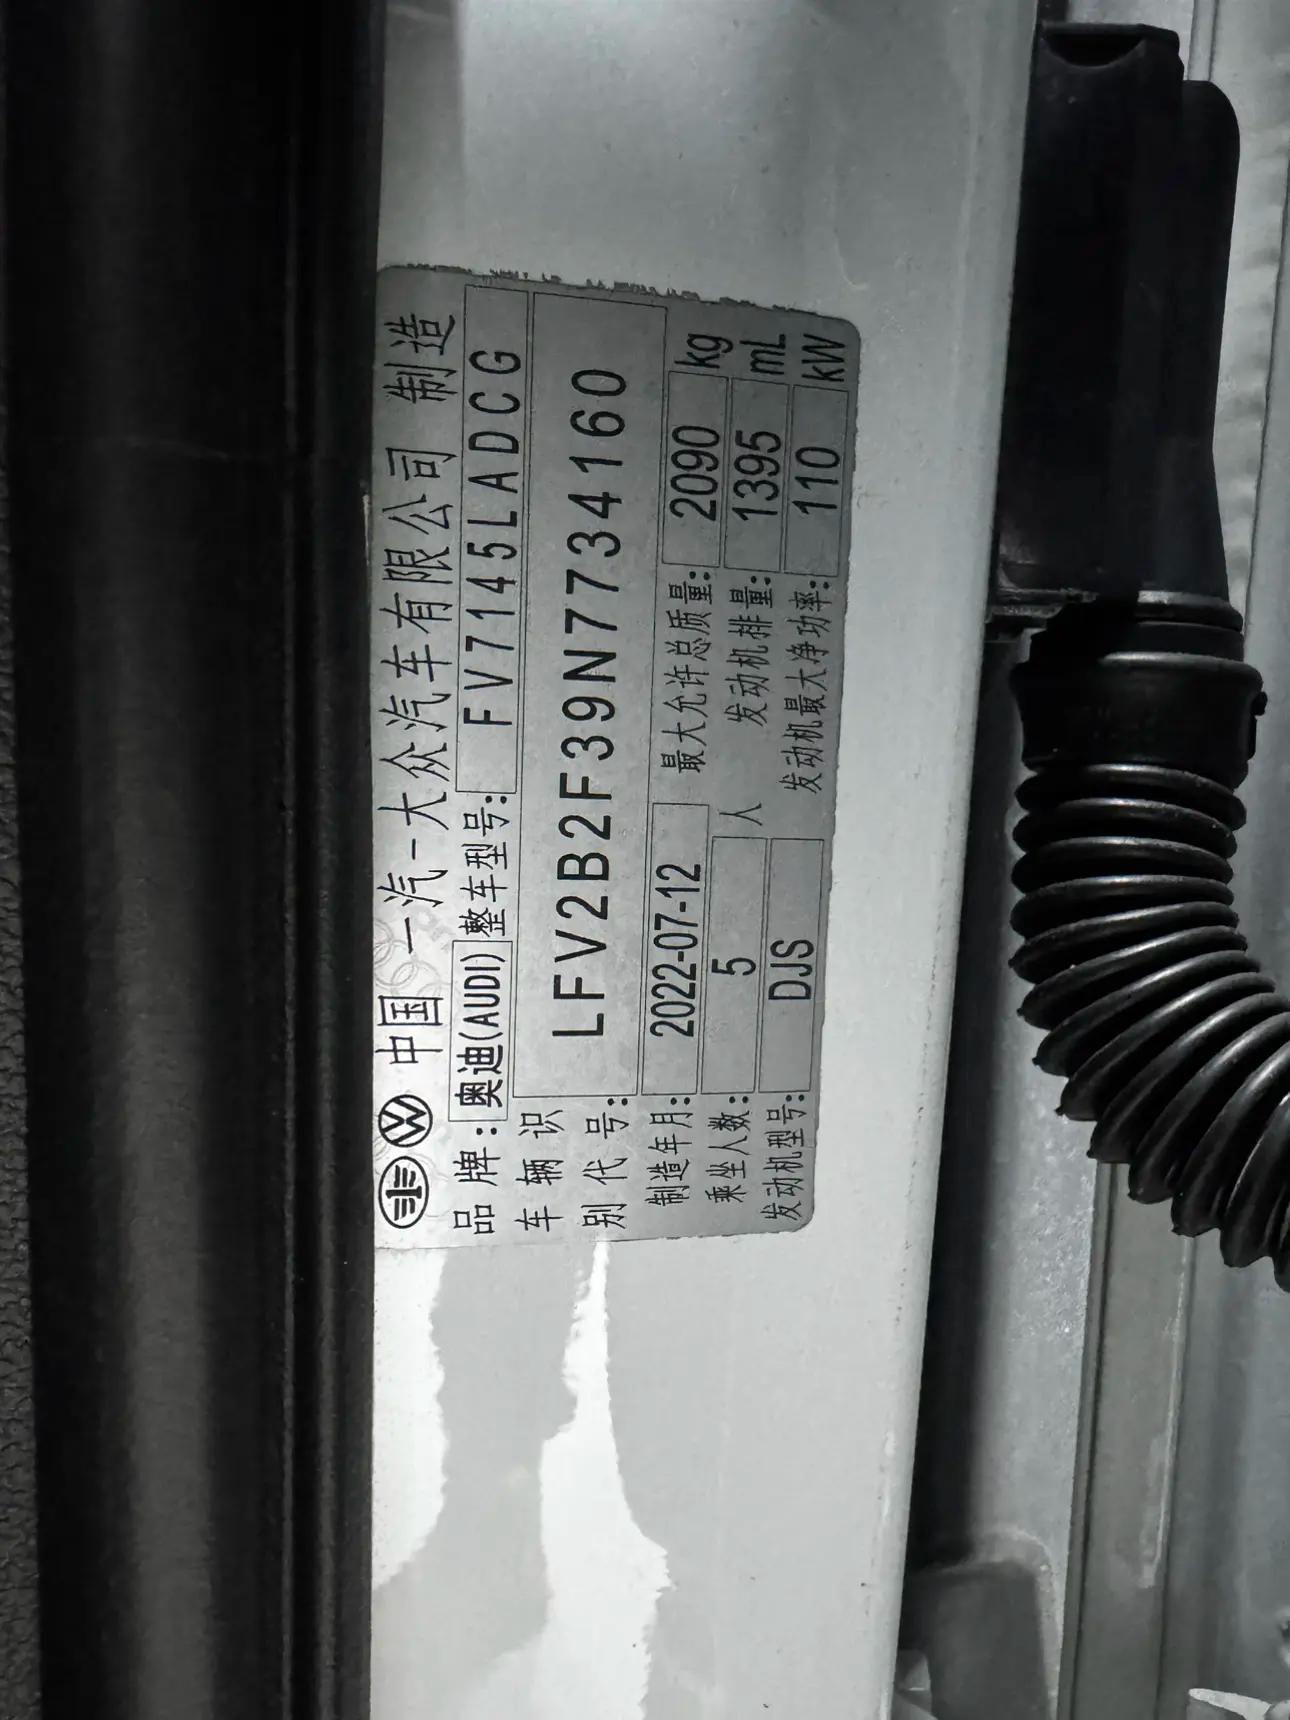 中国 一汽-大众汽车有限公司 制造
品牌: 奥迪(AUDI) 整车型号: FV7145LADCG
车辆识别代号: LFV2B2F39N7734160
制造年月: 2022-07-12 最大允许总质量: 2090 kg
乘坐人数: 5 人 发动机排量: 1395 mL
发动机型号: DJS 发动机最大净功率: 110 kW